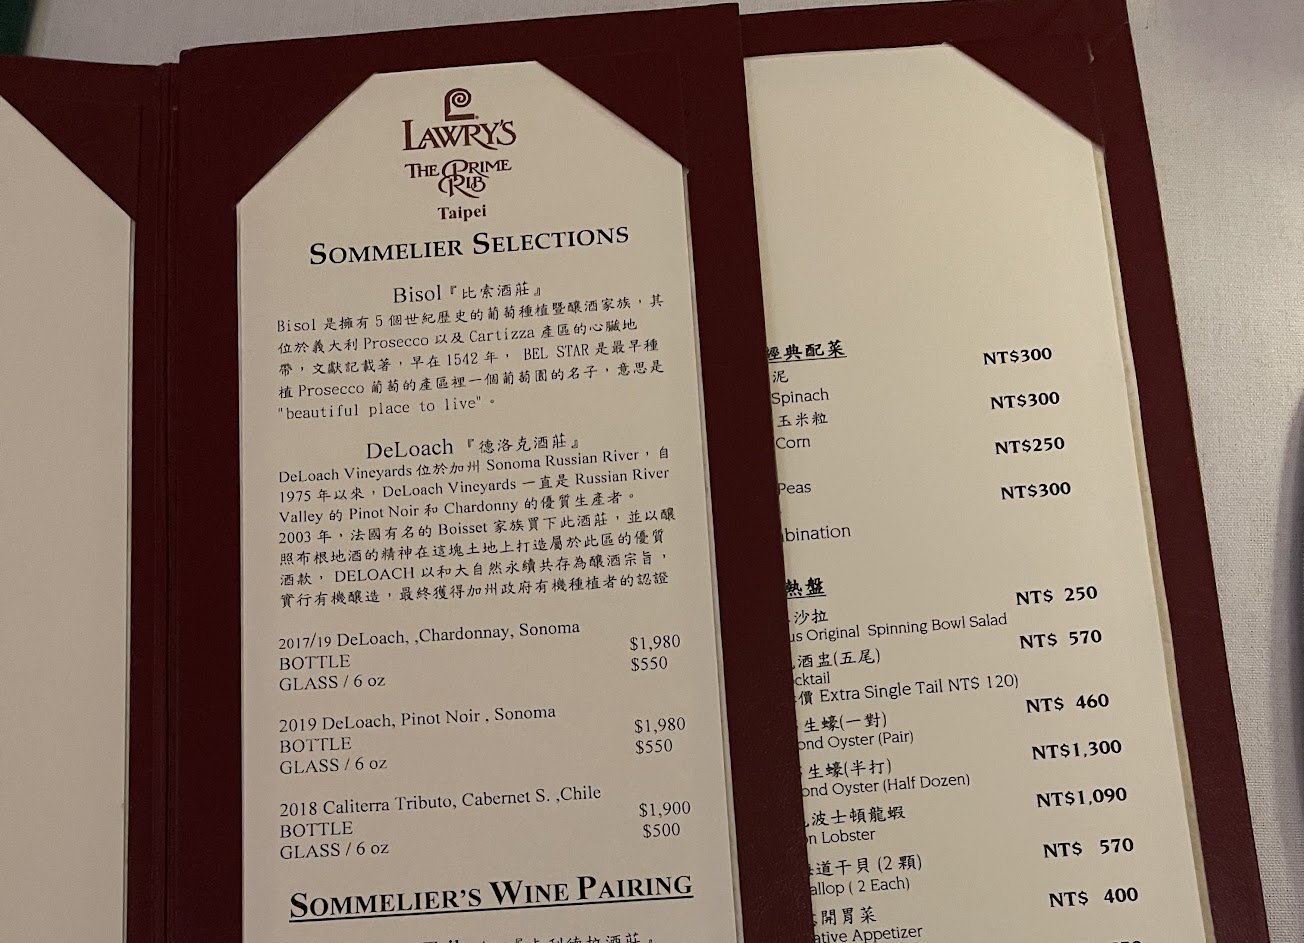 LAWRY'S
THE PRIME
RIB
Taipei
SOMMELIER SELECTIONS
Bisol『比索酒莊』
Bisol 是擁有 5 個世紀歷史的葡萄種植暨釀酒家族，其
位於義大利 Prosecco 以及 Cartizza 產區的心臟地
帶，文獻記載著，早在 1542 年， BEL STAR 是最早種
植 Prosecco 葡萄的產區裡一個葡萄園的名子，意思是
"beautiful place to live"。
DeLoach『德洛克酒莊』
DeLoach Vineyards 位於加州 Sonoma Russian River，自
1975 年以來，DeLoach Vineyards 一直是 Russian River
Valley 的 Pinot Noir 和 Chardonny 的優質生產者。
2003 年，法國有名的 Boisset 家族買下此酒莊，並以釀
照布根地酒的精神在這塊土地上打造屬於此區的優質
酒款， DELOACH 以和大自然永續共存為釀酒宗旨，
實行有機釀造，最終獲得加州政府有機種植者的認證
2017/19 DeLoach, ,Chardonnay, Sonoma
BOTTLE $1,980
GLASS / 6 oz $550
2019 DeLoach, Pinot Noir , Sonoma
BOTTLE $1,980
GLASS / 6 oz $550
2018 Caliterra Tributo, Cabernet S. ,Chile
BOTTLE $1,900
GLASS / 6 oz $500
SOMMELIER'S WINE PAIRING
經典配菜
泥 NT$300
Spinach
玉米粒 NT$300
Corn
NT$250
Peas
NT$300
bination
熱盤
沙拉 NT$ 250
us Original Spinning Bowl Salad
酒盅(五尾) NT$ 570
cktail
價 Extra Single Tail NT$ 120)
生蠔(一對) NT$ 460
ond Oyster (Pair)
生蠔(半打) NT$1,300
ond Oyster (Half Dozen)
波士頓龍蝦 NT$1,090
on Lobster
道干貝 (2 顆) NT$ 570
allop ( 2 Each)
開胃菜 NT$ 400
ative Appetizer